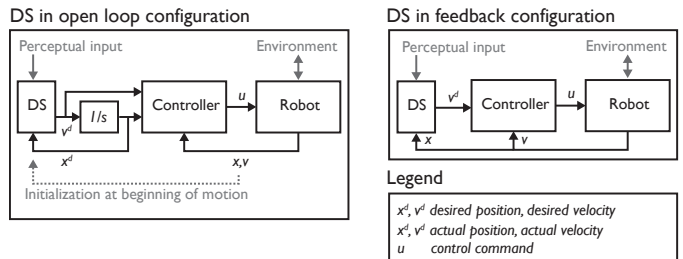 DS in open loop configuration
Perceptual input
Environment
DS
v^d
1/s
Controller
u
Robot
x^d
x,v
Initialization at beginning of motion
DS in feedback configuration
Perceptual input
Environment
DS
v^d
Controller
u
Robot
x
v
Legend
x^d, v^d desired position, desired velocity
x^d, v^d actual position, actual velocity
u control command